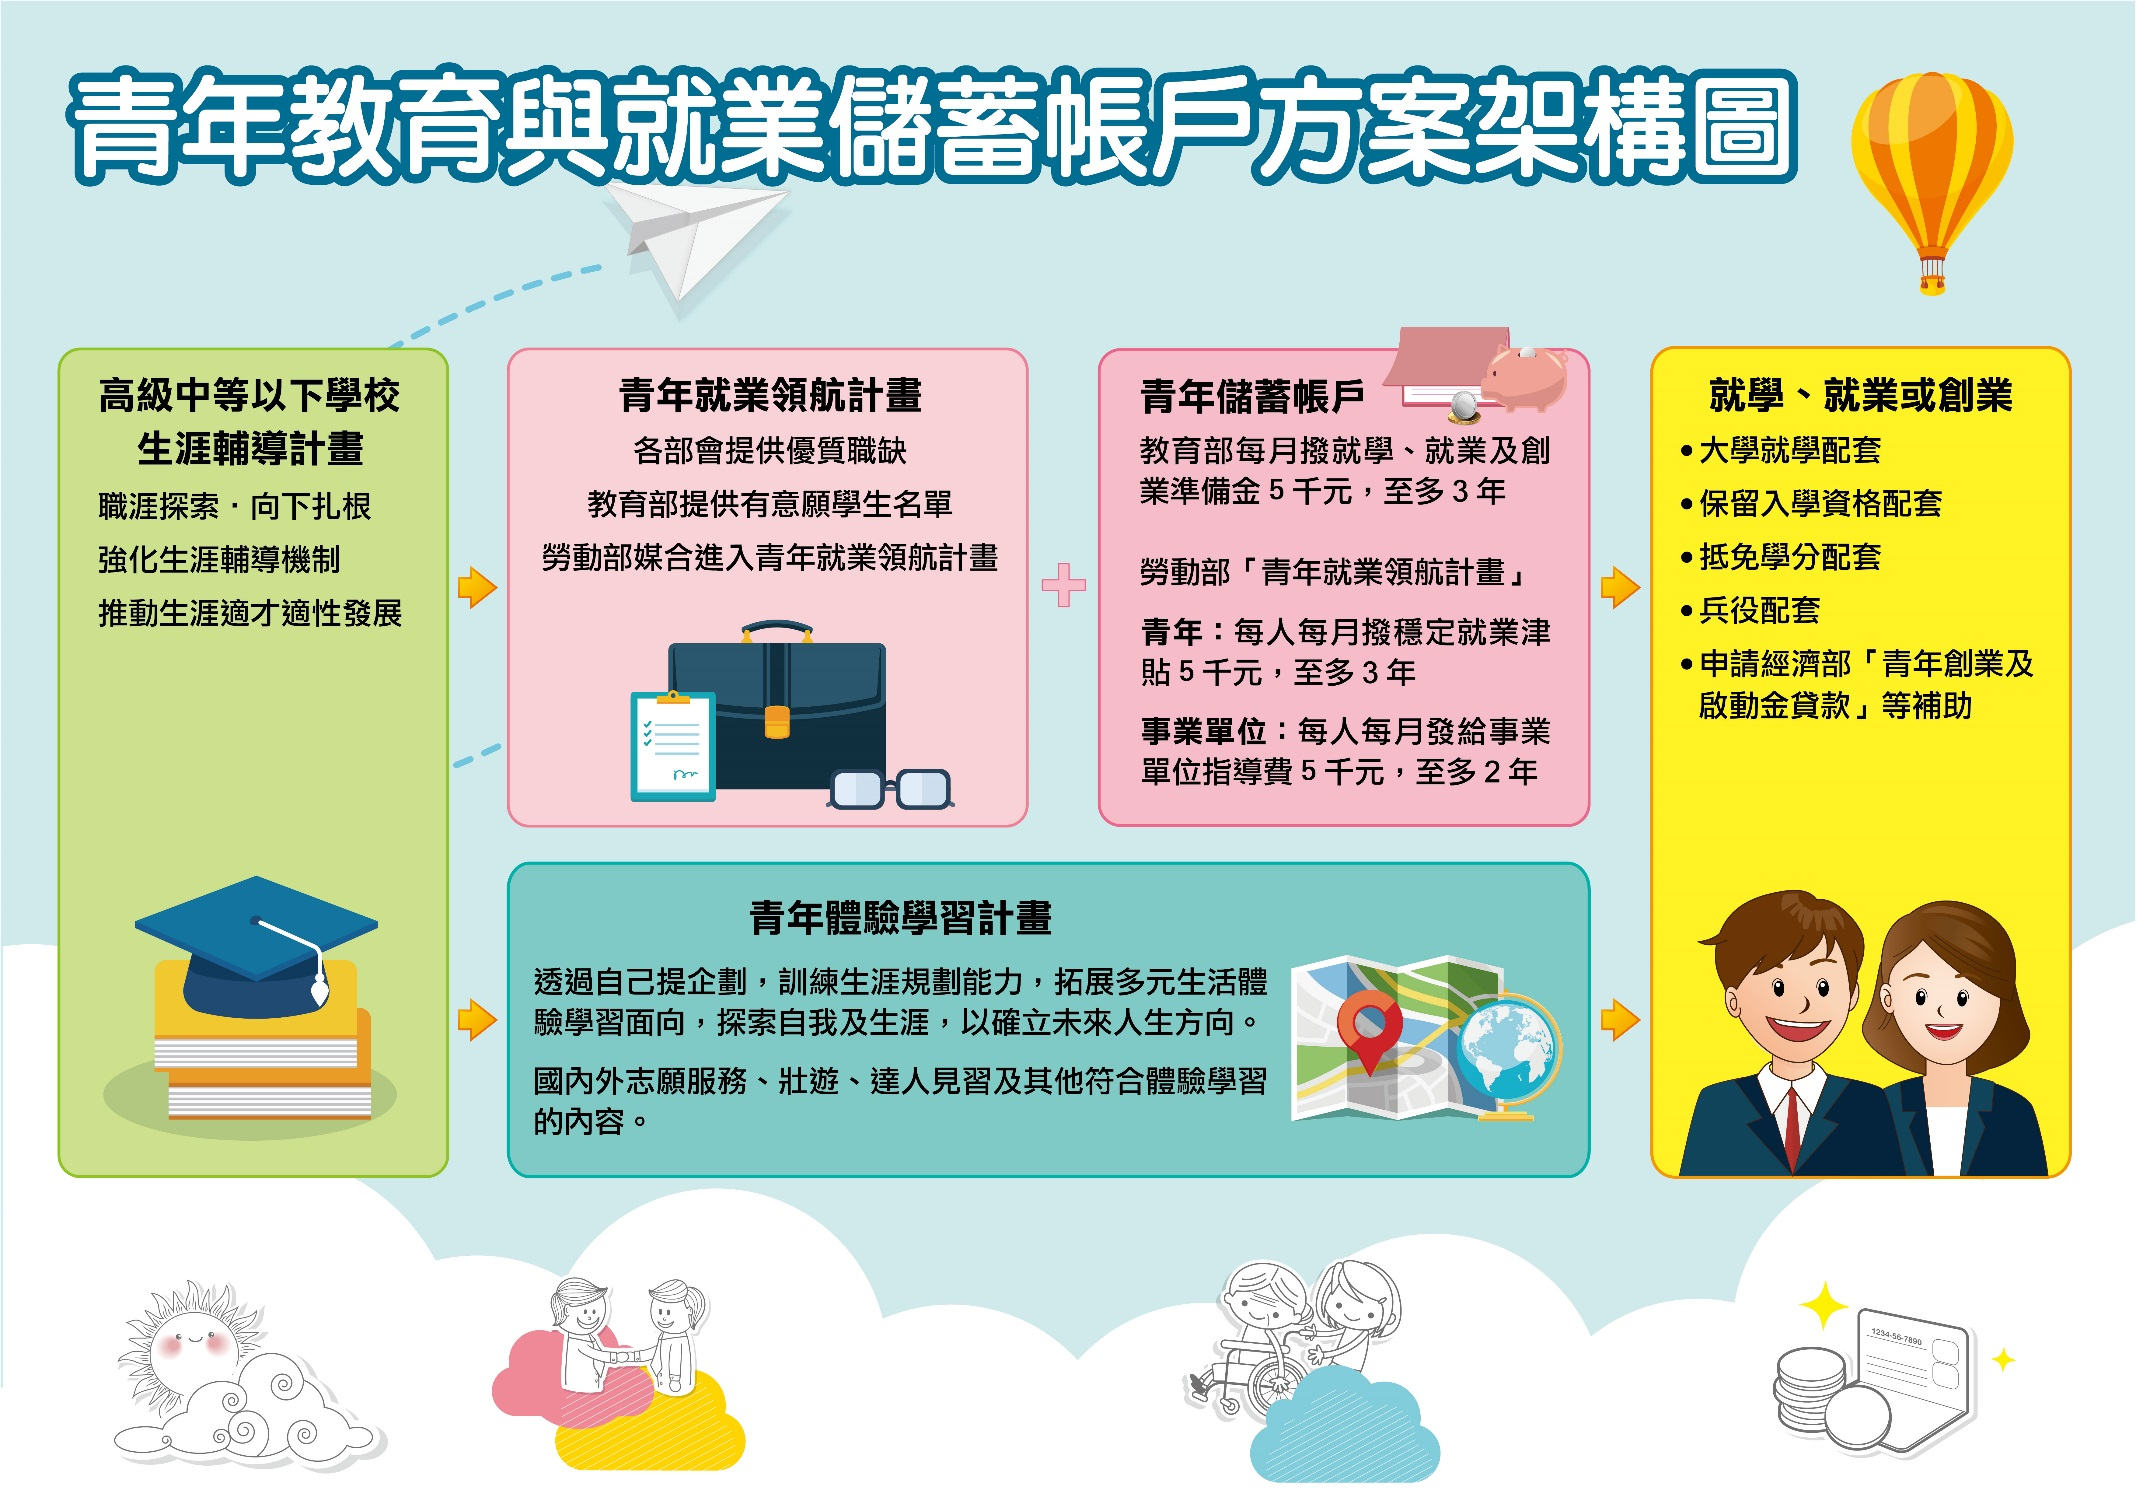 青年教育與就業儲蓄帳戶方案架構圖
高級中等以下學校
生涯輔導計畫
職涯探索．向下扎根
強化生涯輔導機制
推動生涯適才適性發展
青年就業領航計畫
各部會提供優質職缺
教育部提供有意願學生名單
勞動部媒合進入青年就業領航計畫
青年儲蓄帳戶
教育部每月撥就學、就業及創
業準備金5千元，至多3年
勞動部「青年就業領航計畫」
青年：每人每月撥穩定就業津
貼5千元，至多3年
事業單位：每人每月發給事業
單位指導費5千元，至多2年
青年體驗學習計畫
透過自己提企劃，訓練生涯規劃能力，拓展多元生活體
驗學習面向，探索自我及生涯，以確立未來人生方向。
國內外志願服務、壯遊、達人見習及其他符合體驗學習
的內容。
就學、就業或創業
•大學就學配套
•保留入學資格配套
•抵免學分配套
•兵役配套
•申請經濟部「青年創業及
啟動金貸款」等補助
1234-56-7890